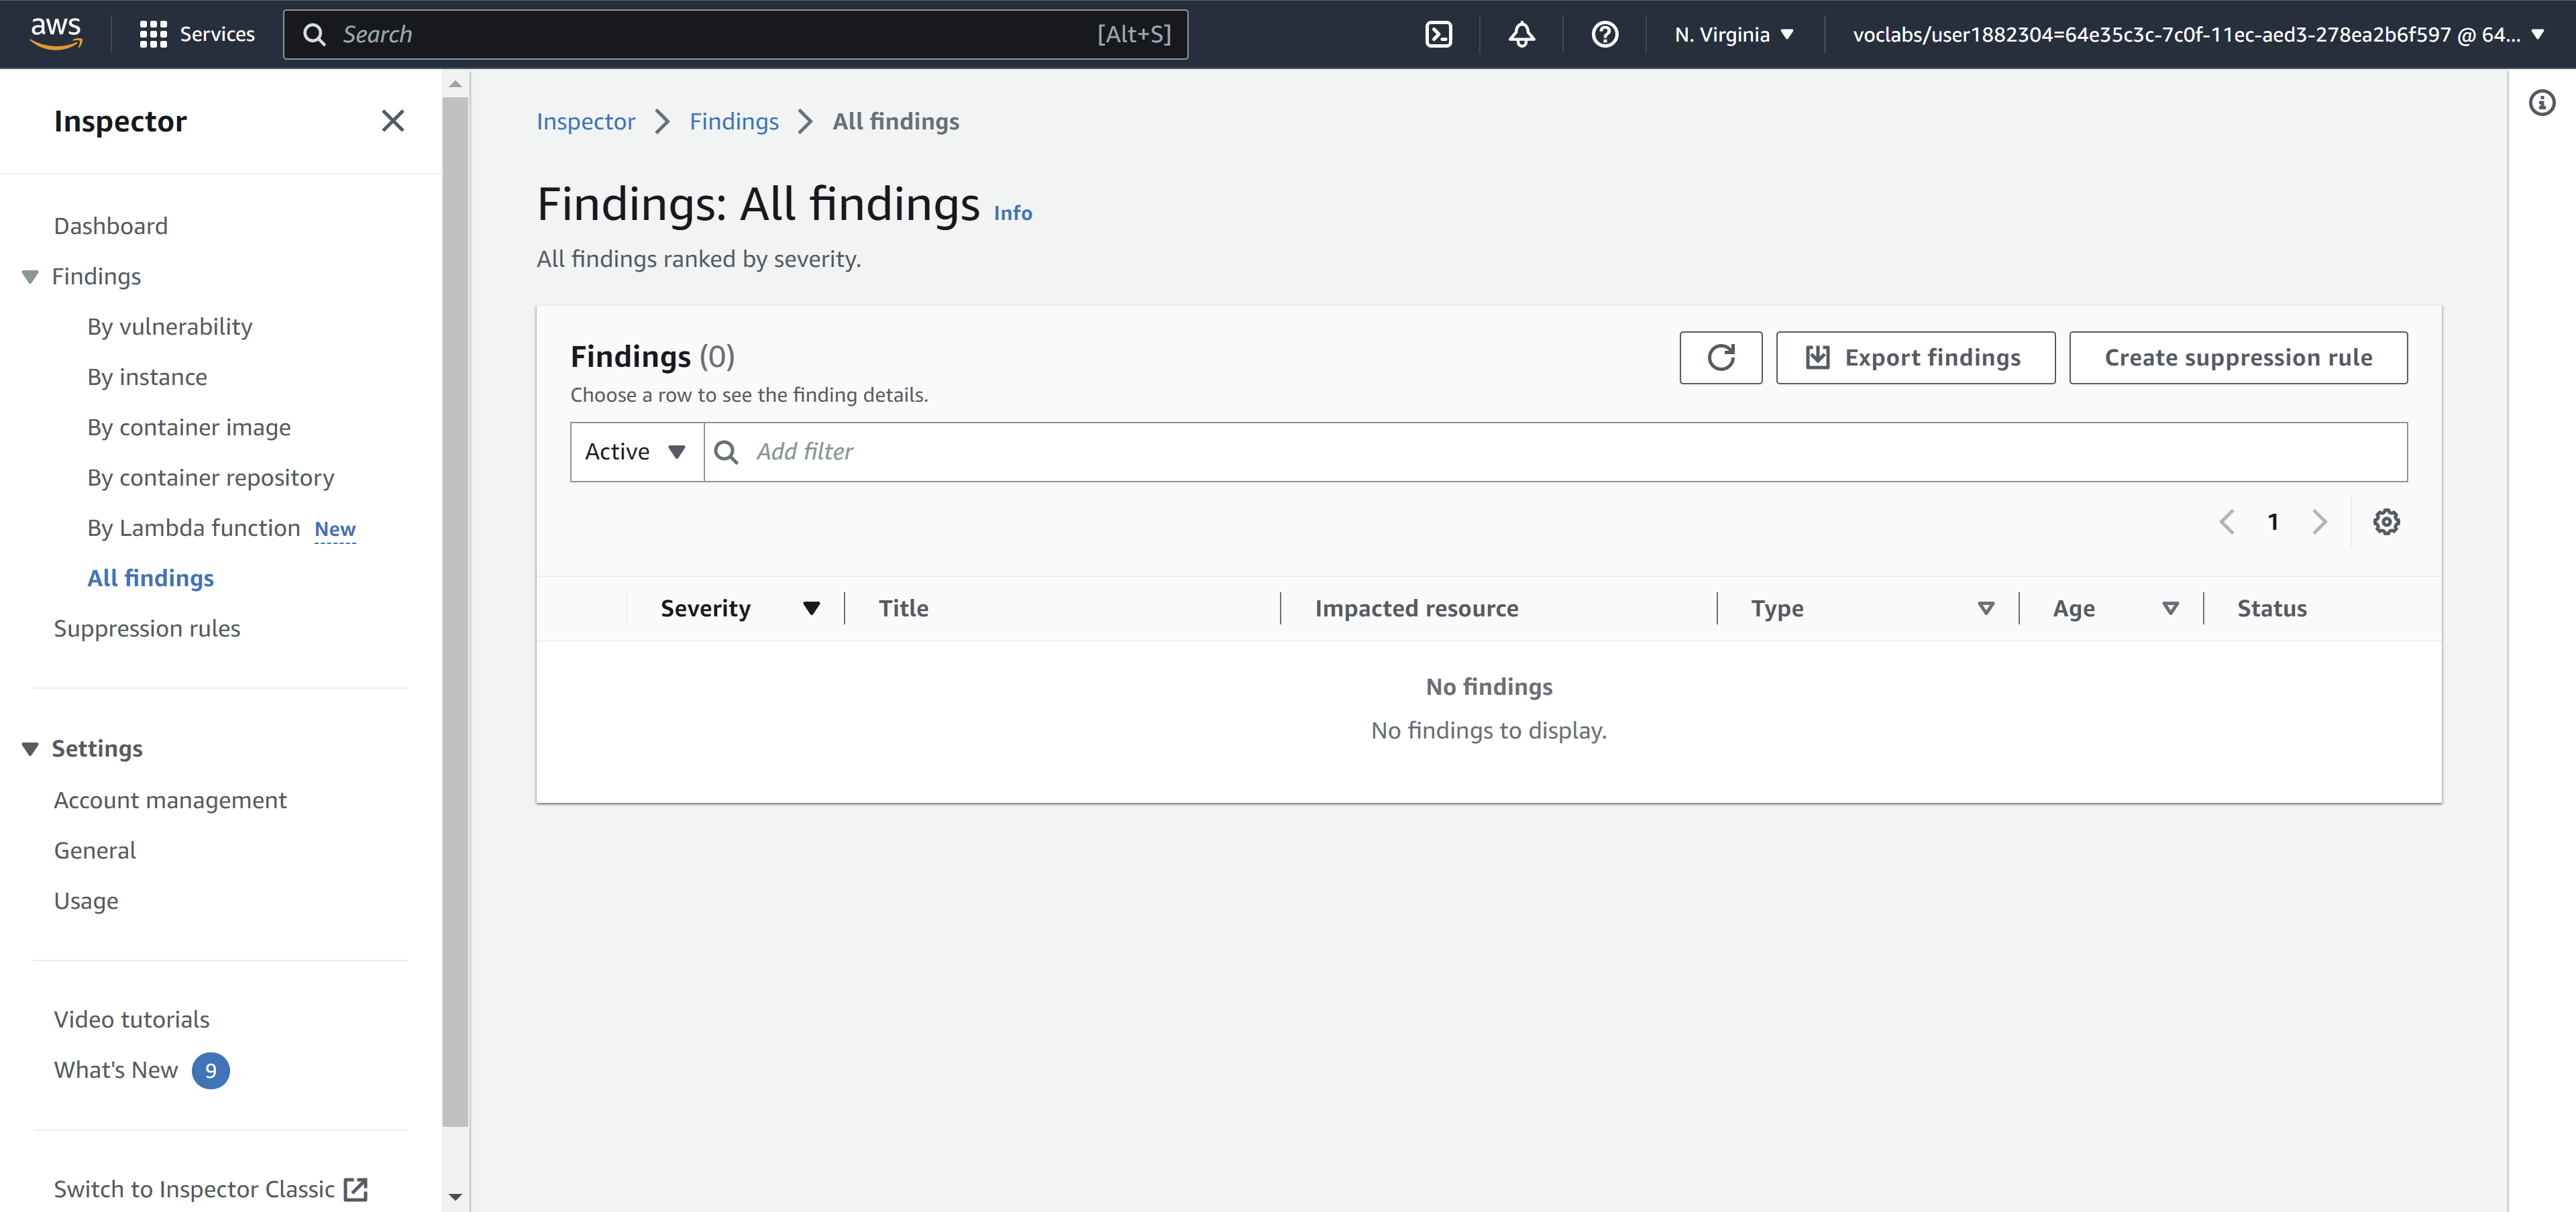 aws
Services
Search [Alt+S]
N. Virginia
voclabs/user1882304=64e35c3c-7c0f-11ec-aed3-278ea2b6f597 @ 64...
Inspector
Dashboard
Findings
By vulnerability
By instance
By container image
By container repository
By Lambda function New
All findings
Suppression rules
Settings
Account management
General
Usage
Video tutorials
What's New 9
Switch to Inspector Classic
Inspector > Findings > All findings
Findings: All findings Info
All findings ranked by severity.
Findings (0)
Choose a row to see the finding details.
Export findings
Create suppression rule
Active
Add filter
1
Severity Title Impacted resource Type Age Status
No findings
No findings to display.